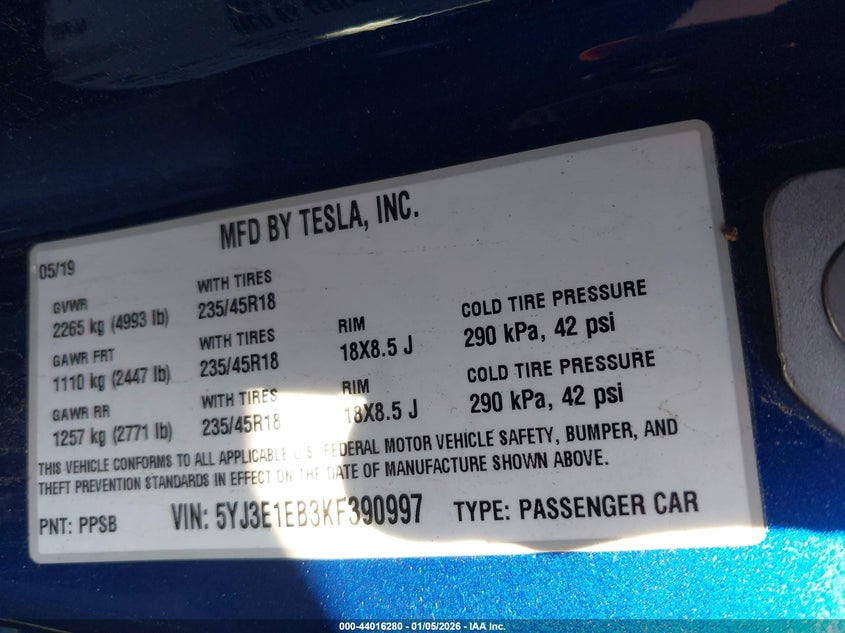 MFD BY TESLA, INC.
05/19
GVWR
2265 kg (4993 lb)
WITH TIRES
235/45R18
GAWR FRT
1110 kg (2447 lb)
WITH TIRES
235/45R18
RIM
18X8.5 J
COLD TIRE PRESSURE
290 kPa, 42 psi
GAWR RR
1257 kg (2771 lb)
WITH TIRES
235/45R18
RIM
18X8.5 J
COLD TIRE PRESSURE
290 kPa, 42 psi
THIS VEHICLE CONFORMS TO ALL APPLICABLE U.S. FEDERAL MOTOR VEHICLE SAFETY, BUMPER, AND
THEFT PREVENTION STANDARDS IN EFFECT ON THE DATE OF MANUFACTURE SHOWN ABOVE.
PNT: PPSB VIN: 5YJ3E1EB3KF390997 TYPE: PASSENGER CAR
000-44016280 - 01/05/2026 - IAA Inc.